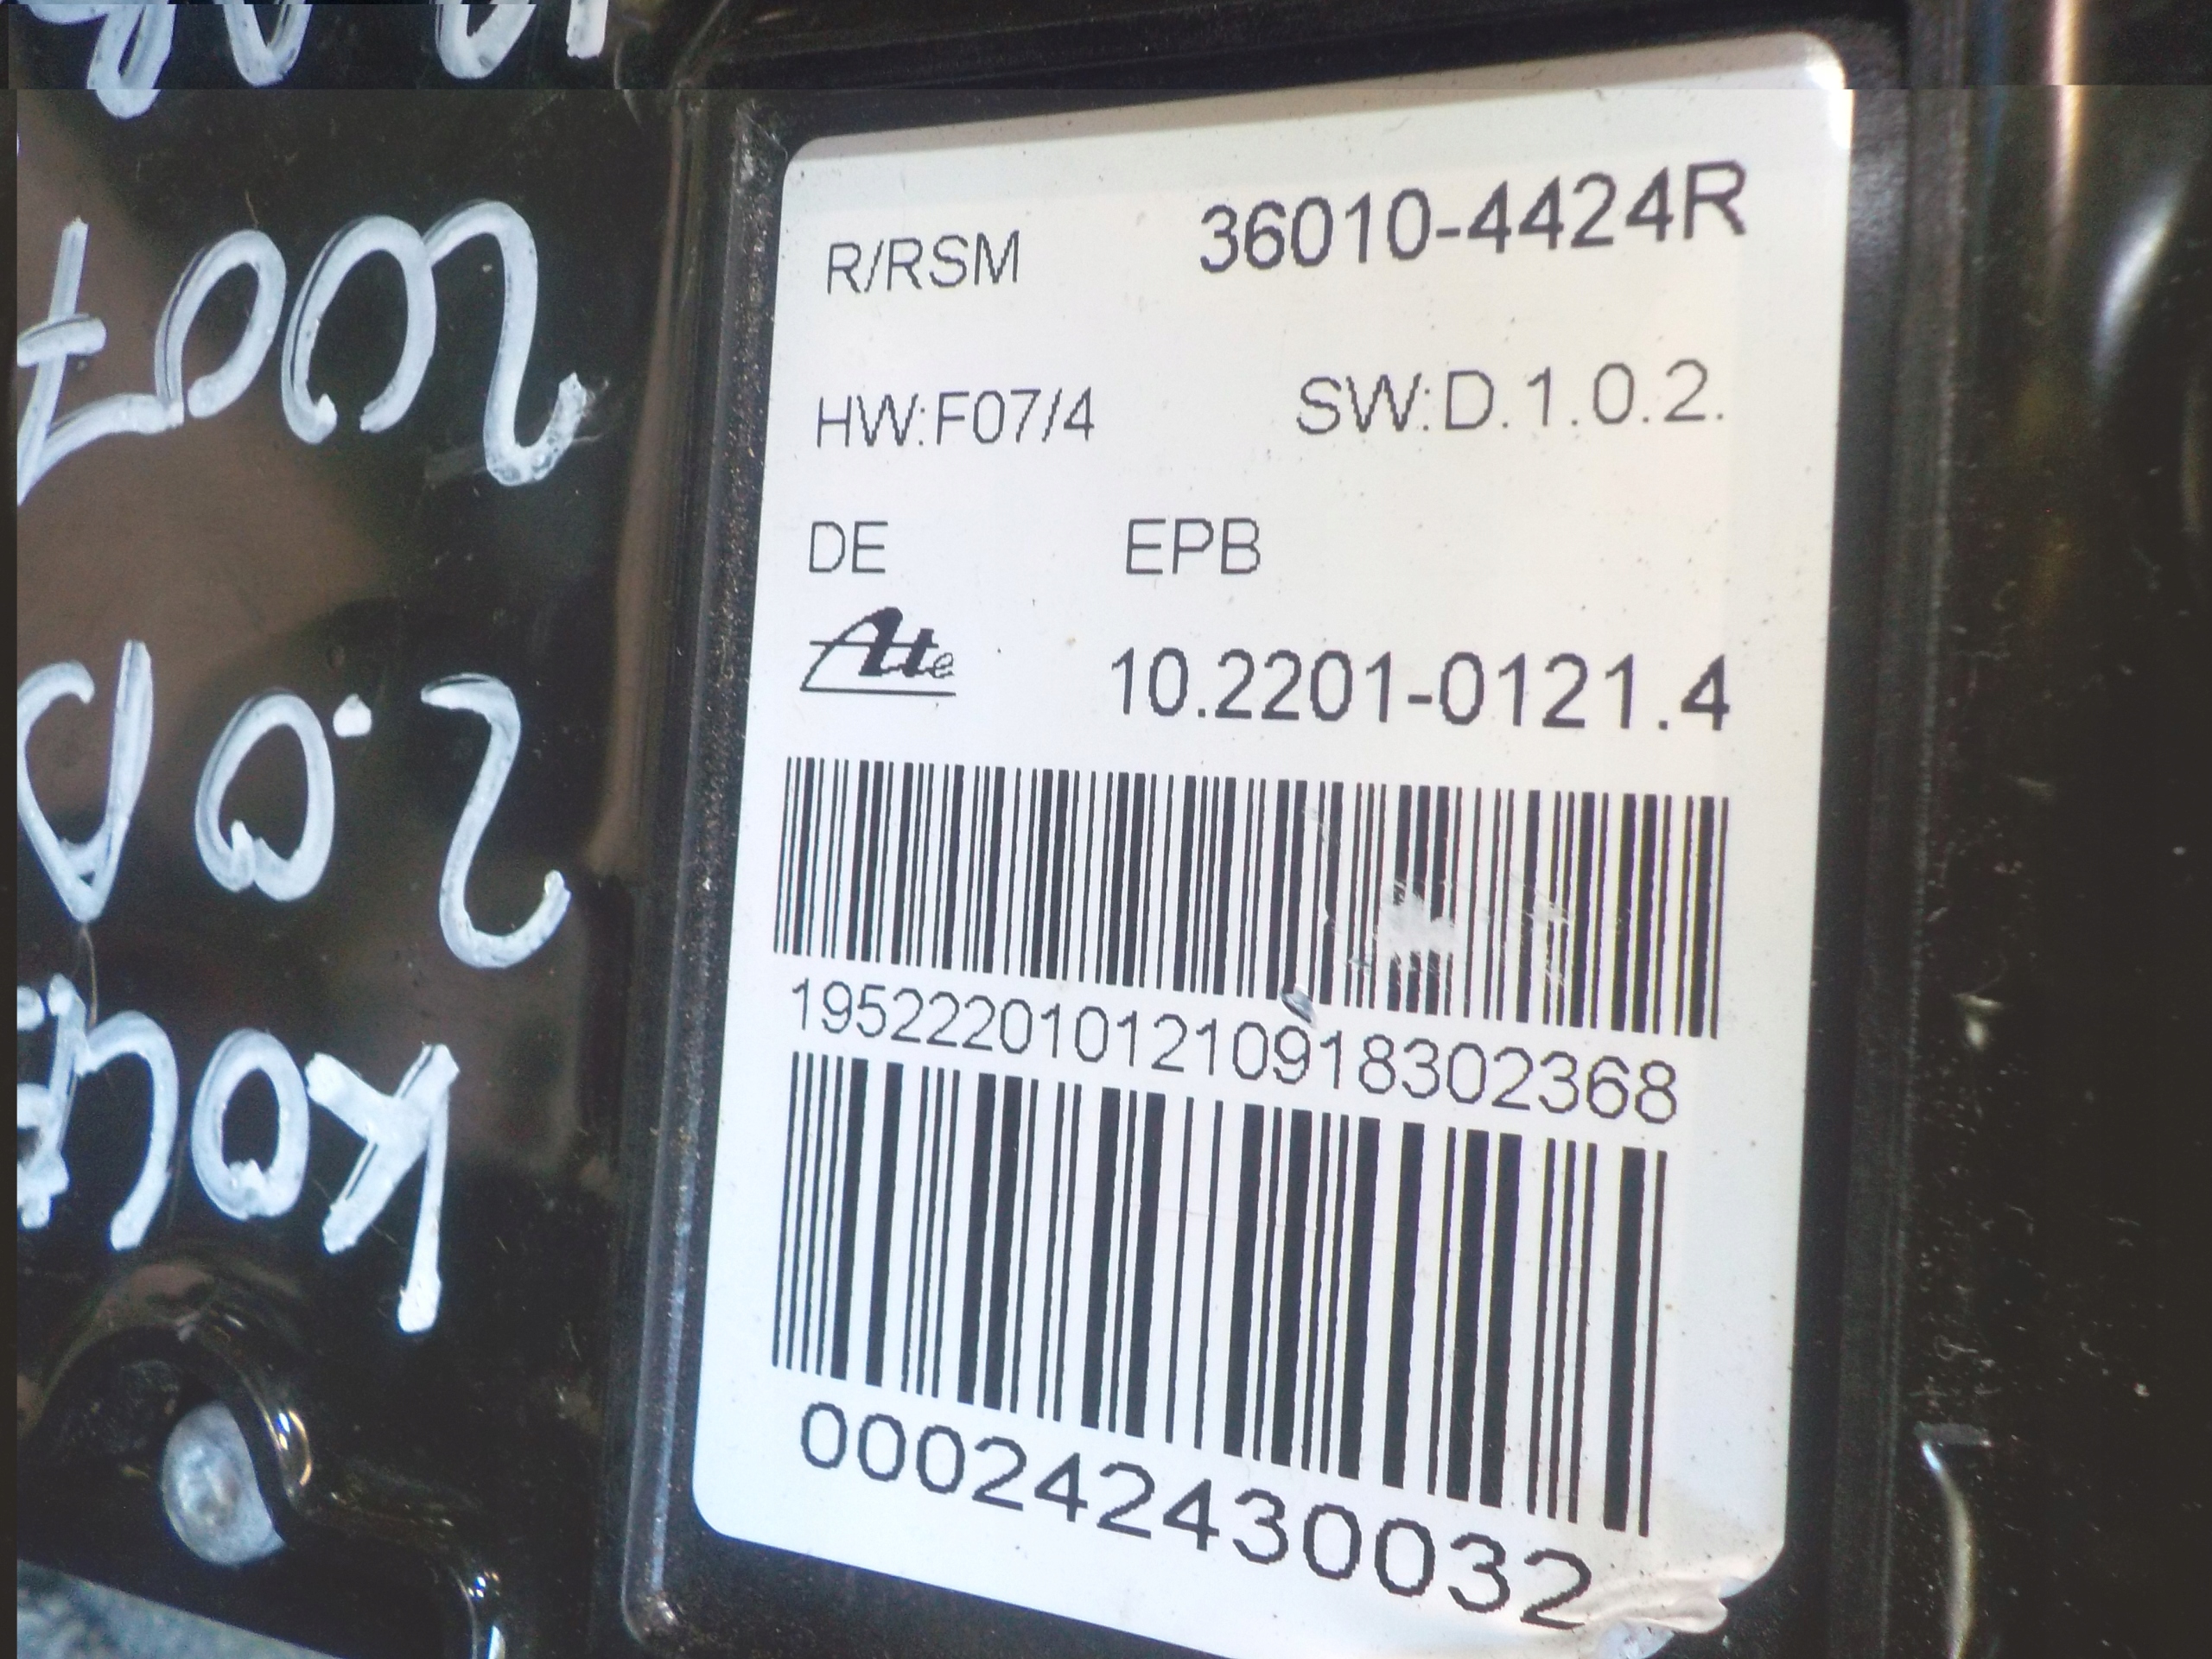 R/RSM 36010-4424R
HW:F07/4 SW:D.1.0.2.
DE EPB
Ate 10.2201-0121.4
1952220101210918302368
000242430032
2007